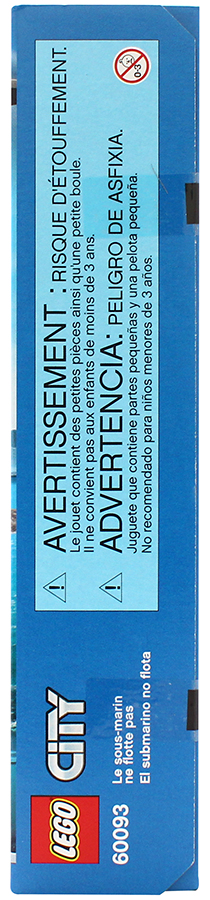 LEGO
CITY
60093
Le sous-marin
ne flotte pas
El submarino no flota
AVERTISSEMENT : RISQUE D'ÉTOUFFEMENT.
Le jouet contient des petites pièces ainsi qu'une petite boule.
Il ne convient pas aux enfants de moins de 3 ans.
ADVERTENCIA: PELIGRO DE ASFIXIA.
Juguete que contiene partes pequeñas y una pelota pequeña.
No recomendado para niños menores de 3 años.
0-3